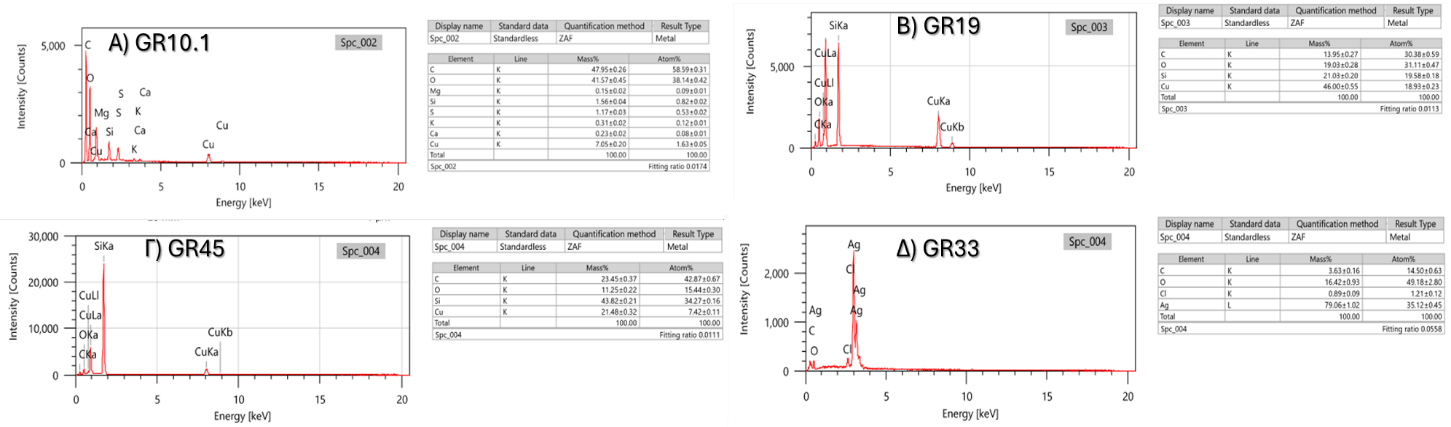 A) GR10.1
Spc_002
Intensity [Counts]
5,000
0
C
O
S Ca
Mg S K
Ca Si Ca Cu
Cu K Cu
0 5 10 15 20
Energy [keV]
Display name Standard data Quantification method Result Type
Spc_002 Standardless ZAF Metal
Element Line Mass% Atom%
C K 47.95±0.26 58.59±0.31
O K 41.57±0.45 38.14±0.42
Mg K 0.15±0.02 0.09±0.01
Si K 1.56±0.04 0.82±0.02
S K 1.17±0.03 0.53±0.02
K K 0.31±0.02 0.12±0.01
Ca K 0.23±0.02 0.08±0.01
Cu K 7.05±0.20 1.63±0.05
Total 100.00 100.00
Spc_002 Fitting ratio 0.0174
B) GR19
Spc_003
Intensity [Counts]
5,000
0
SiKa
CuLa
CuLl
OKa CuKa
CKa CuKb
0 5 10 15 20
Energy [keV]
Display name Standard data Quantification method Result Type
Spc_003 Standardless ZAF Metal
Element Line Mass% Atom%
C K 13.95±0.27 30.38±0.59
O K 19.03±0.28 31.11±0.47
Si K 21.03±0.20 19.58±0.18
Cu K 46.00±0.55 18.93±0.23
Total 100.00 100.00
Spc_003 Fitting ratio 0.0113
Γ) GR45
Spc_004
Intensity [Counts]
30,000
20,000
10,000
0
SiKa
CuLl
CuLa
OKa CuKb
CKa CuKa
0 5 10 15 20
Energy [keV]
Display name Standard data Quantification method Result Type
Spc_004 Standardless ZAF Metal
Element Line Mass% Atom%
C K 23.45±0.37 42.87±0.67
O K 11.25±0.22 15.44±0.30
Si K 43.82±0.21 34.27±0.16
Cu K 21.48±0.32 7.42±0.11
Total 100.00 100.00
Spc_004 Fitting ratio 0.0111
Δ) GR33
Spc_004
Intensity [Counts]
2,000
1,000
0
Ag
Ag
Ag Ag
C
O Cl
0 5 10 15 20
Energy [keV]
Display name Standard data Quantification method Result Type
Spc_004 Standardless ZAF Metal
Element Line Mass% Atom%
C K 3.63±0.16 14.50±0.63
O K 16.42±0.93 49.18±2.80
Cl K 0.89±0.09 1.21±0.12
Ag L 79.06±1.02 35.12±0.45
Total 100.00 100.00
Spc_004 Fitting ratio 0.0558